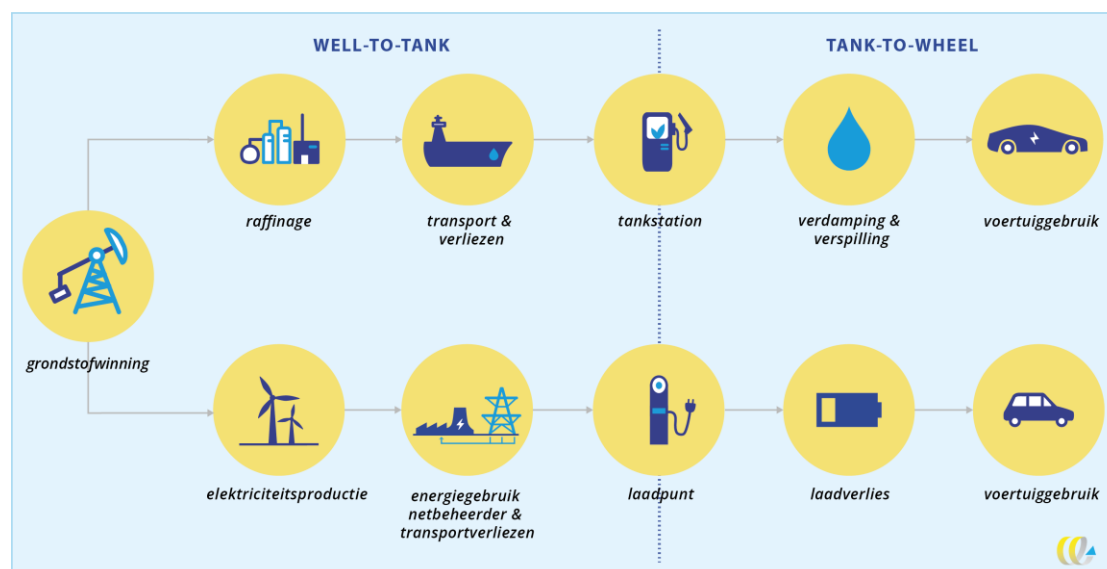 WELL-TO-TANK
TANK-TO-WHEEL
raffinage
transport &
verliezen
tankstation
verdamping &
verspilling
voertuiggebruik
grondstofwinning
elektriciteitsproductie
energiegebruik
netbeheerder &
transportverliezen
laadpunt
laadverlies
voertuiggebruik